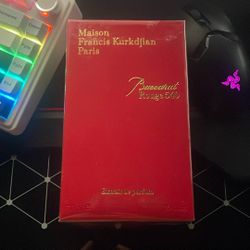 Maison
Francis Kurkdjian
Paris
Baccarat
Rouge 540
Extrait de parfum